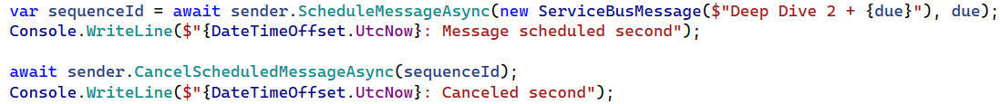 var sequenceId = await sender.ScheduleMessageAsync(new ServiceBusMessage($"Deep Dive 2 + {due}"), due);
Console.WriteLine($"{DateTimeOffset.UtcNow}: Message scheduled second");
await sender.CancelScheduledMessageAsync(sequenceId);
Console.WriteLine($"{DateTimeOffset.UtcNow}: Canceled second");